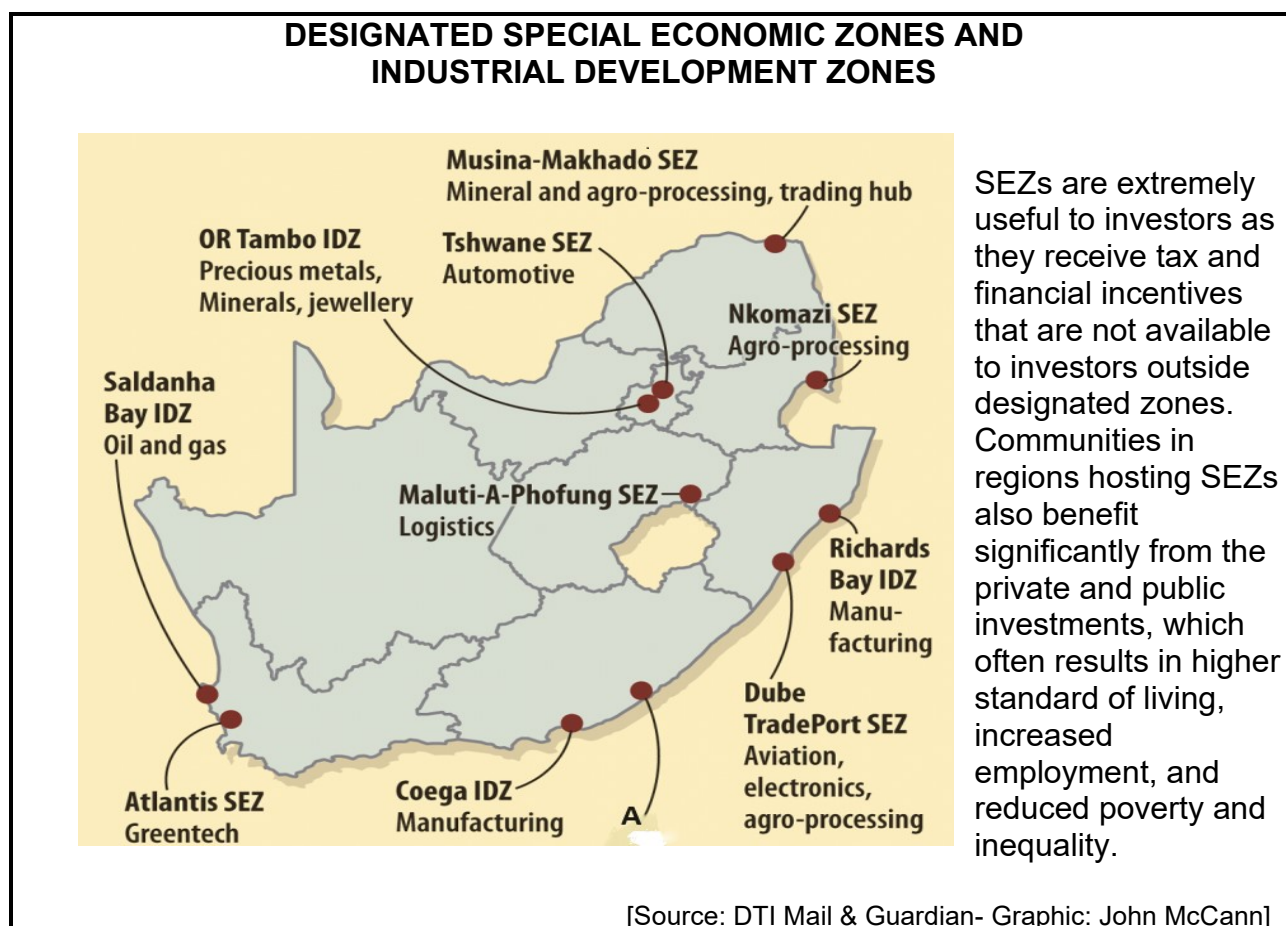 DESIGNATED SPECIAL ECONOMIC ZONES AND
INDUSTRIAL DEVELOPMENT ZONES
Musina-Makhado SEZ
Mineral and agro-processing, trading hub
OR Tambo IDZ
Precious metals,
Minerals, jewellery
Tshwane SEZ
Automotive
Nkomazi SEZ
Agro-processing
Saldanha
Bay IDZ
Oil and gas
Maluti-A-Phofung SEZ
Logistics
Richards
Bay IDZ
Manu-
facturing
Dube
TradePort SEZ
Aviation,
electronics,
agro-processing
Atlantis SEZ
Greentech
Coega IDZ
Manufacturing
A
SEZs are extremely
useful to investors as
they receive tax and
financial incentives
that are not available
to investors outside
designated zones.
Communities in
regions hosting SEZs
also benefit
significantly from the
private and public
investments, which
often results in higher
standard of living,
increased
employment, and
reduced poverty and
inequality.
[Source: DTI Mail & Guardian- Graphic: John McCann]